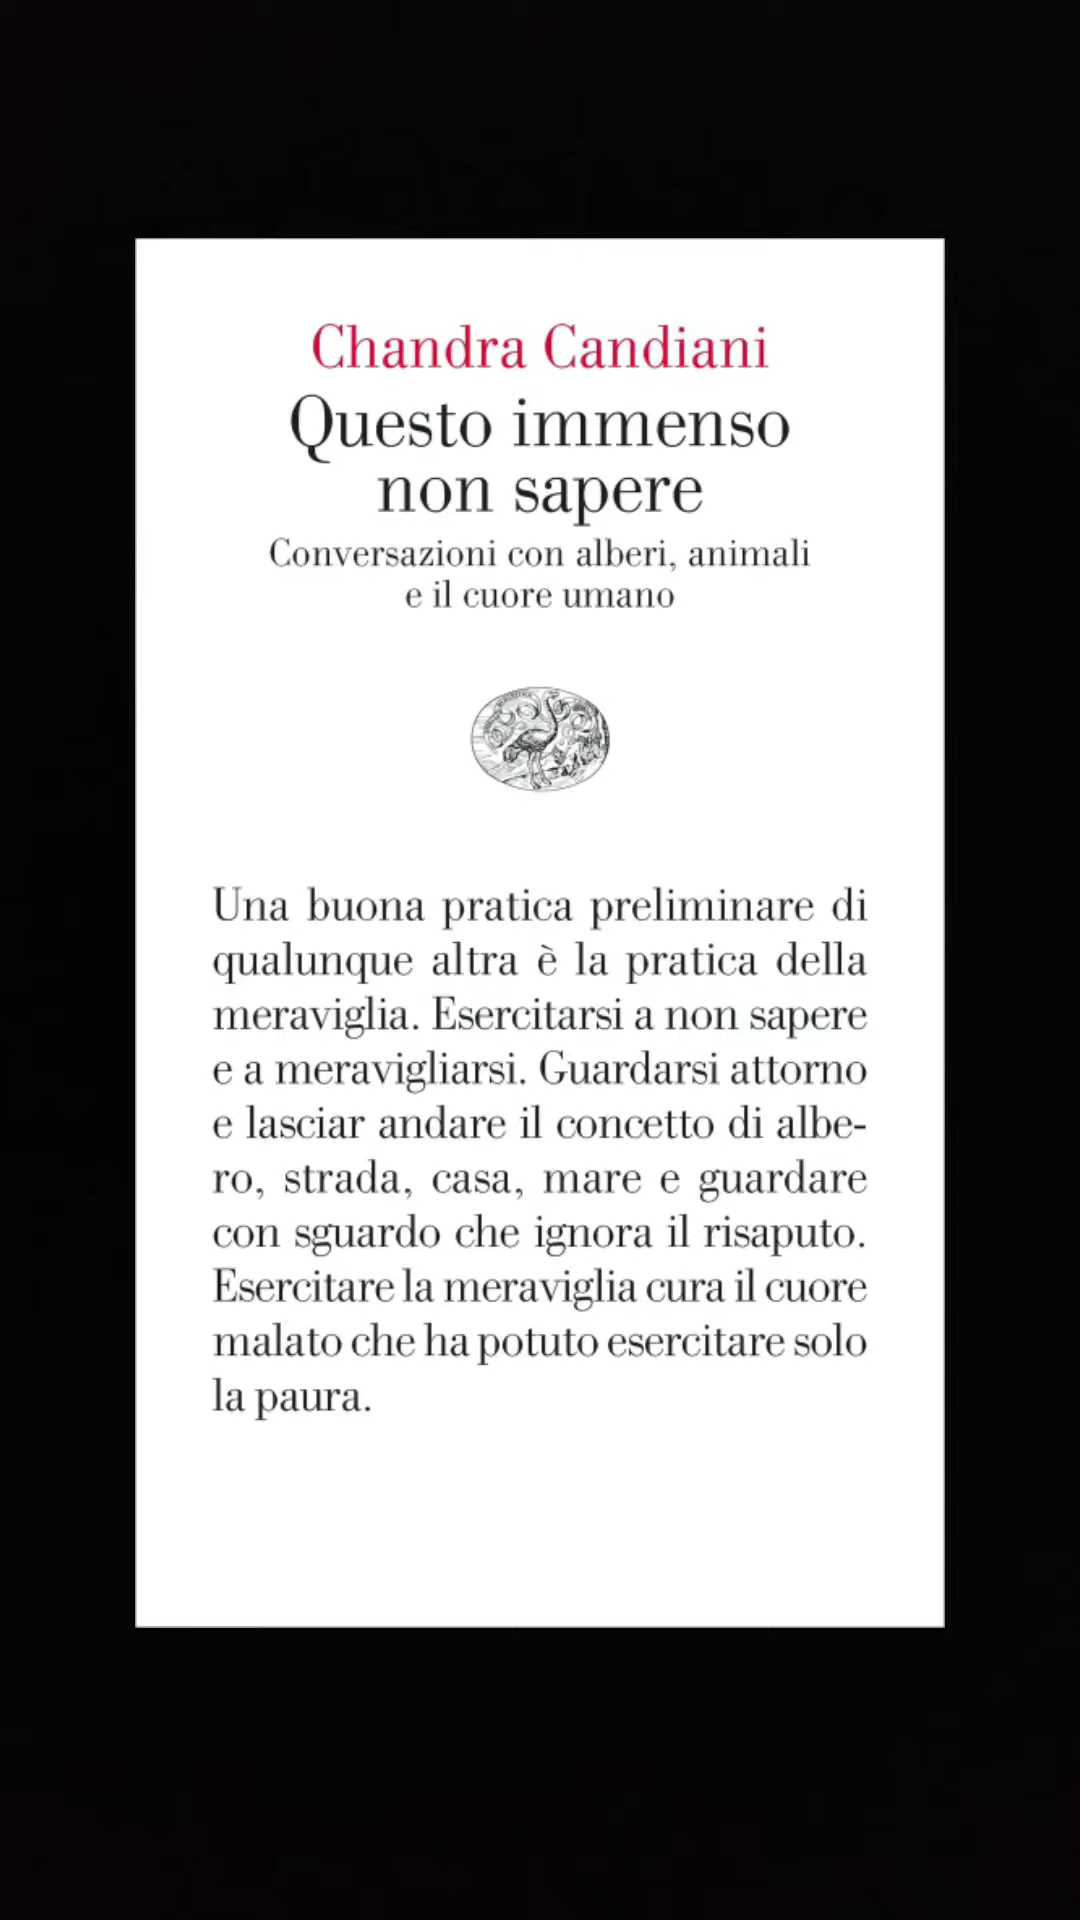 Chandra Candiani
Questo immenso
non sapere
Conversazioni con alberi, animali
e il cuore umano
Una buona pratica preliminare di
qualunque altra è la pratica della
meraviglia. Esercitarsi a non sapere
e a meravigliarsi. Guardarsi attorno
e lasciar andare il concetto di albe-
ro, strada, casa, mare e guardare
con sguardo che ignora il risaputo.
Esercitare la meraviglia cura il cuore
malato che ha potuto esercitare solo
la paura.